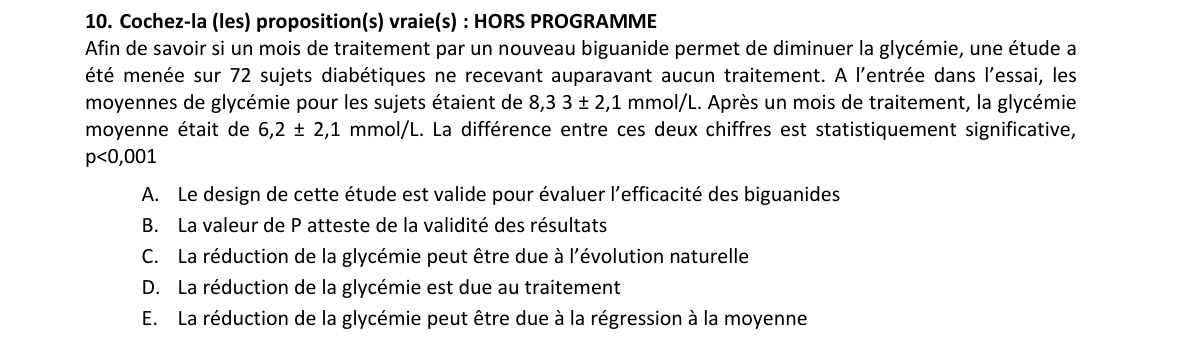 10. Cochez-la (les) proposition(s) vraie(s) : HORS PROGRAMME
Afin de savoir si un mois de traitement par un nouveau biguanide permet de diminuer la glycémie, une étude a
été menée sur 72 sujets diabétiques ne recevant auparavant aucun traitement. A l’entrée dans l’essai, les
moyennes de glycémie pour les sujets étaient de 8,3 3 ± 2,1 mmol/L. Après un mois de traitement, la glycémie
moyenne était de 6,2 ± 2,1 mmol/L. La différence entre ces deux chiffres est statistiquement significative,
p<0,001
A. Le design de cette étude est valide pour évaluer l’efficacité des biguanides
B. La valeur de P atteste de la validité des résultats
C. La réduction de la glycémie peut être due à l’évolution naturelle
D. La réduction de la glycémie est due au traitement
E. La réduction de la glycémie peut être due à la régression à la moyenne